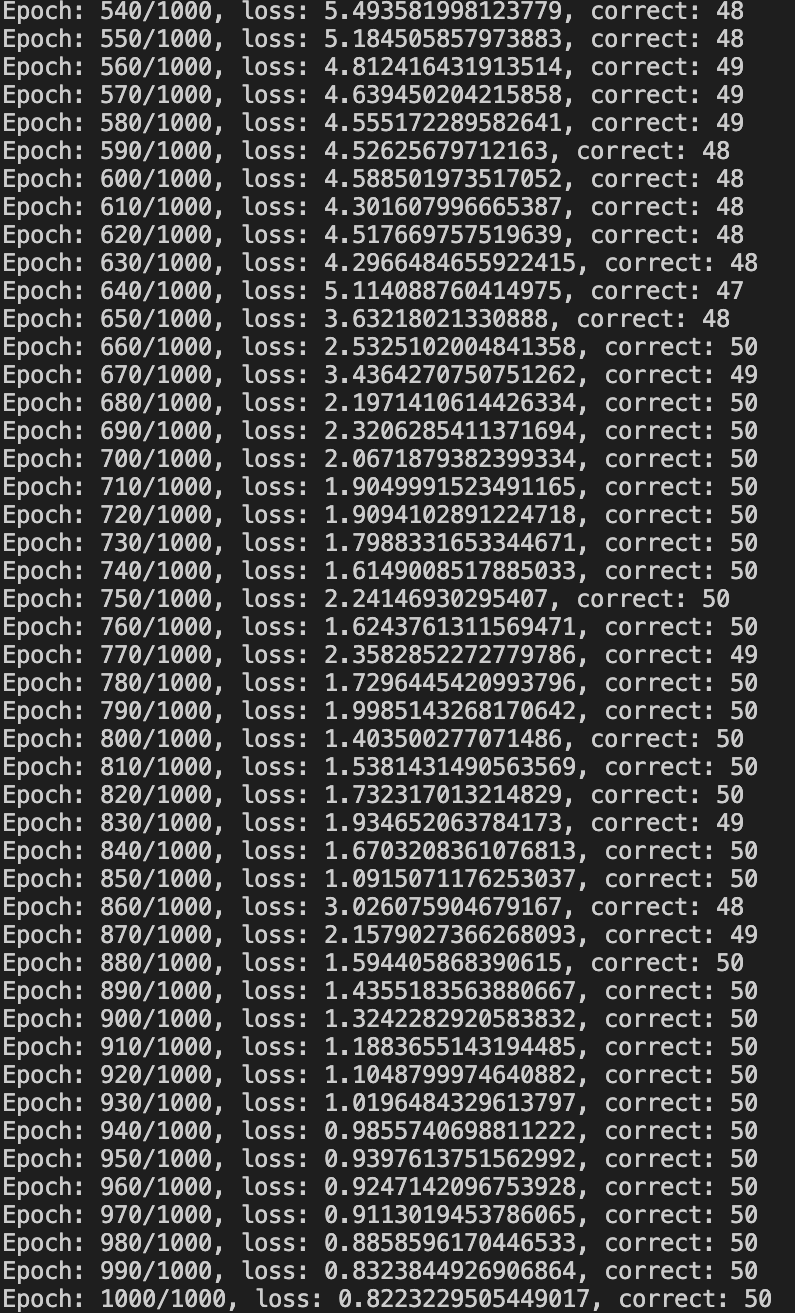 Epoch: 540/1000, loss: 5.493581998123779, correct: 48
Epoch: 550/1000, loss: 5.184505857973883, correct: 48
Epoch: 560/1000, loss: 4.812416431913514, correct: 49
Epoch: 570/1000, loss: 4.639450204215858, correct: 49
Epoch: 580/1000, loss: 4.555172289582641, correct: 49
Epoch: 590/1000, loss: 4.52625679712163, correct: 48
Epoch: 600/1000, loss: 4.588501973517052, correct: 48
Epoch: 610/1000, loss: 4.301607996665387, correct: 48
Epoch: 620/1000, loss: 4.517669757519639, correct: 48
Epoch: 630/1000, loss: 4.2966484655922415, correct: 48
Epoch: 640/1000, loss: 5.114088760414975, correct: 47
Epoch: 650/1000, loss: 3.63218021330888, correct: 48
Epoch: 660/1000, loss: 2.5325102004841358, correct: 50
Epoch: 670/1000, loss: 3.4364270750751262, correct: 49
Epoch: 680/1000, loss: 2.1971410614426334, correct: 50
Epoch: 690/1000, loss: 2.3206285411371694, correct: 50
Epoch: 700/1000, loss: 2.0671879382399334, correct: 50
Epoch: 710/1000, loss: 1.9049991523491165, correct: 50
Epoch: 720/1000, loss: 1.9094102891224718, correct: 50
Epoch: 730/1000, loss: 1.7988331653344671, correct: 50
Epoch: 740/1000, loss: 1.6149008517885033, correct: 50
Epoch: 750/1000, loss: 2.24146930295407, correct: 50
Epoch: 760/1000, loss: 1.6243761311569471, correct: 50
Epoch: 770/1000, loss: 2.3582852272779786, correct: 49
Epoch: 780/1000, loss: 1.7296445420993796, correct: 50
Epoch: 790/1000, loss: 1.9985143268170642, correct: 50
Epoch: 800/1000, loss: 1.403500277071486, correct: 50
Epoch: 810/1000, loss: 1.5381431490563569, correct: 50
Epoch: 820/1000, loss: 1.732317013214829, correct: 50
Epoch: 830/1000, loss: 1.934652063784173, correct: 49
Epoch: 840/1000, loss: 1.6703208361076813, correct: 50
Epoch: 850/1000, loss: 1.0915071176253037, correct: 50
Epoch: 860/1000, loss: 3.026075904679167, correct: 48
Epoch: 870/1000, loss: 2.1579027366268093, correct: 49
Epoch: 880/1000, loss: 1.594405868390615, correct: 50
Epoch: 890/1000, loss: 1.4355183563880667, correct: 50
Epoch: 900/1000, loss: 1.3242282920583832, correct: 50
Epoch: 910/1000, loss: 1.1883655143194485, correct: 50
Epoch: 920/1000, loss: 1.1048799974640882, correct: 50
Epoch: 930/1000, loss: 1.0196484329613797, correct: 50
Epoch: 940/1000, loss: 0.9855740698811222, correct: 50
Epoch: 950/1000, loss: 0.9397613751562992, correct: 50
Epoch: 960/1000, loss: 0.9247142096753928, correct: 50
Epoch: 970/1000, loss: 0.9113019453786065, correct: 50
Epoch: 980/1000, loss: 0.8858596170446533, correct: 50
Epoch: 990/1000, loss: 0.8323844926906864, correct: 50
Epoch: 1000/1000, loss: 0.8223229505449017, correct: 50